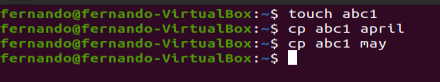 fernando@fernando-VirtualBox:~$ touch abc1
fernando@fernando-VirtualBox:~$ cp abc1 april
fernando@fernando-VirtualBox:~$ cp abc1 may
fernando@fernando-VirtualBox:~$